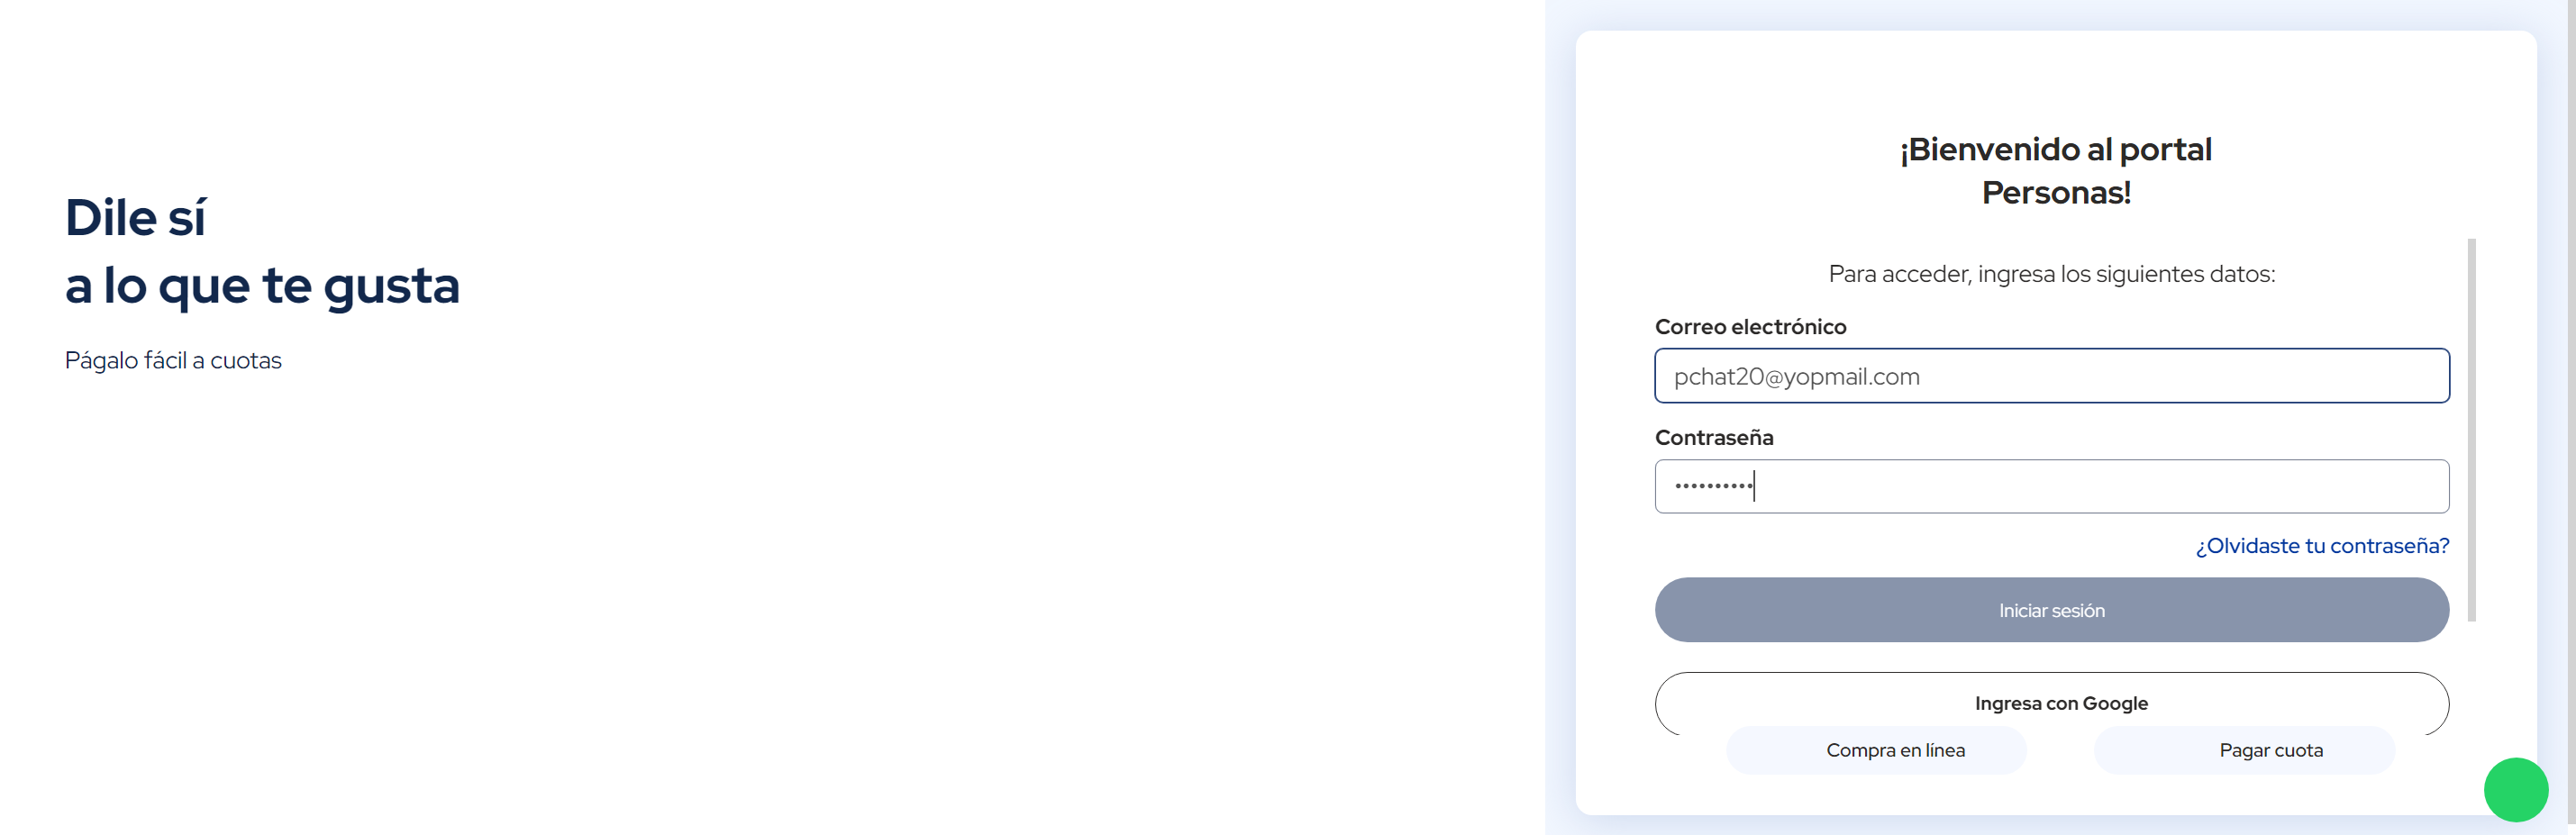 Dile sí
a lo que te gusta
Págalo fácil a cuotas
¡Bienvenido al portal
Personas!
Para acceder, ingresa los siguientes datos:
Correo electrónico
pchat20@yopmail.com
Contraseña
••••••••••
¿Olvidaste tu contraseña?
Iniciar sesión
Ingresa con Google
Compra en línea
Pagar cuota